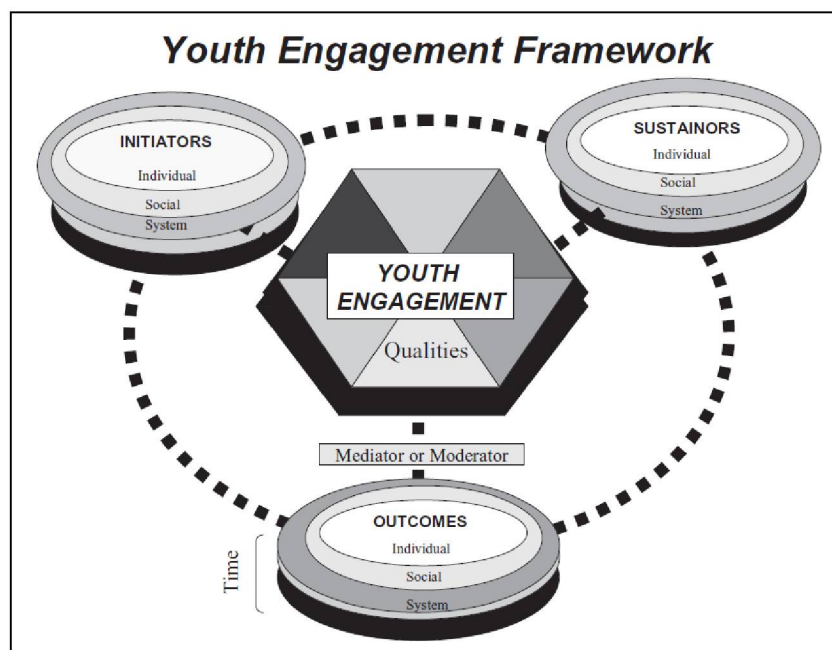 Youth Engagement Framework
INITIATORS
Individual
Social
System
SUSTAINORS
Individual
Social
System
YOUTH
ENGAGEMENT
Qualities
Mediator or Moderator
OUTCOMES
Individual
Social
System
Time